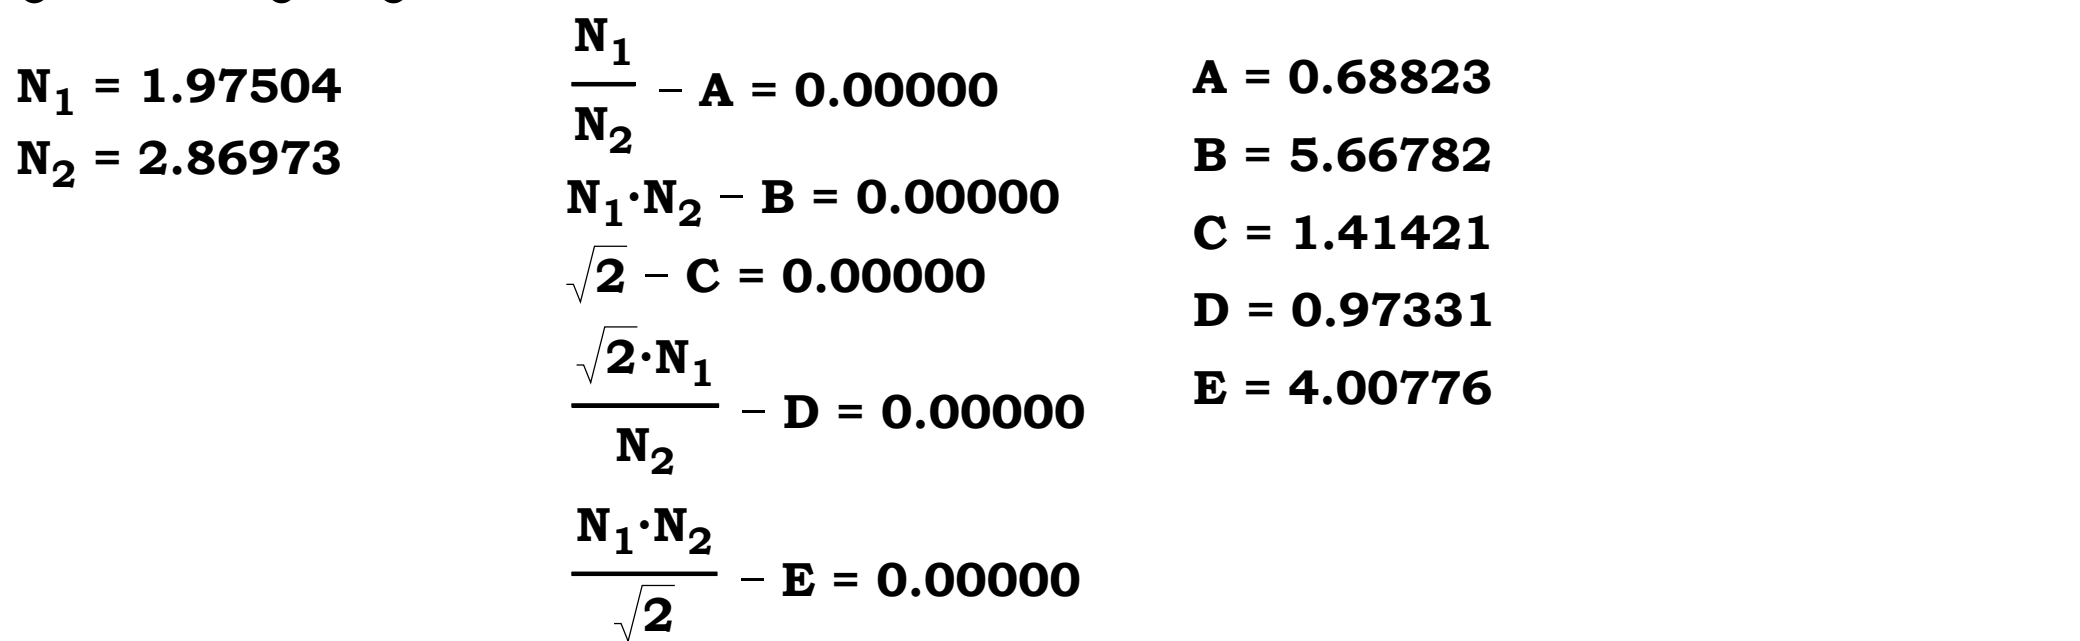 N₁ = 1.97504
N₂ = 2.86973
N₁/N₂ − A = 0.00000
N₁·N₂ − B = 0.00000
√2 − C = 0.00000
√2·N₁/N₂ − D = 0.00000
N₁·N₂/√2 − E = 0.00000
A = 0.68823
B = 5.66782
C = 1.41421
D = 0.97331
E = 4.00776